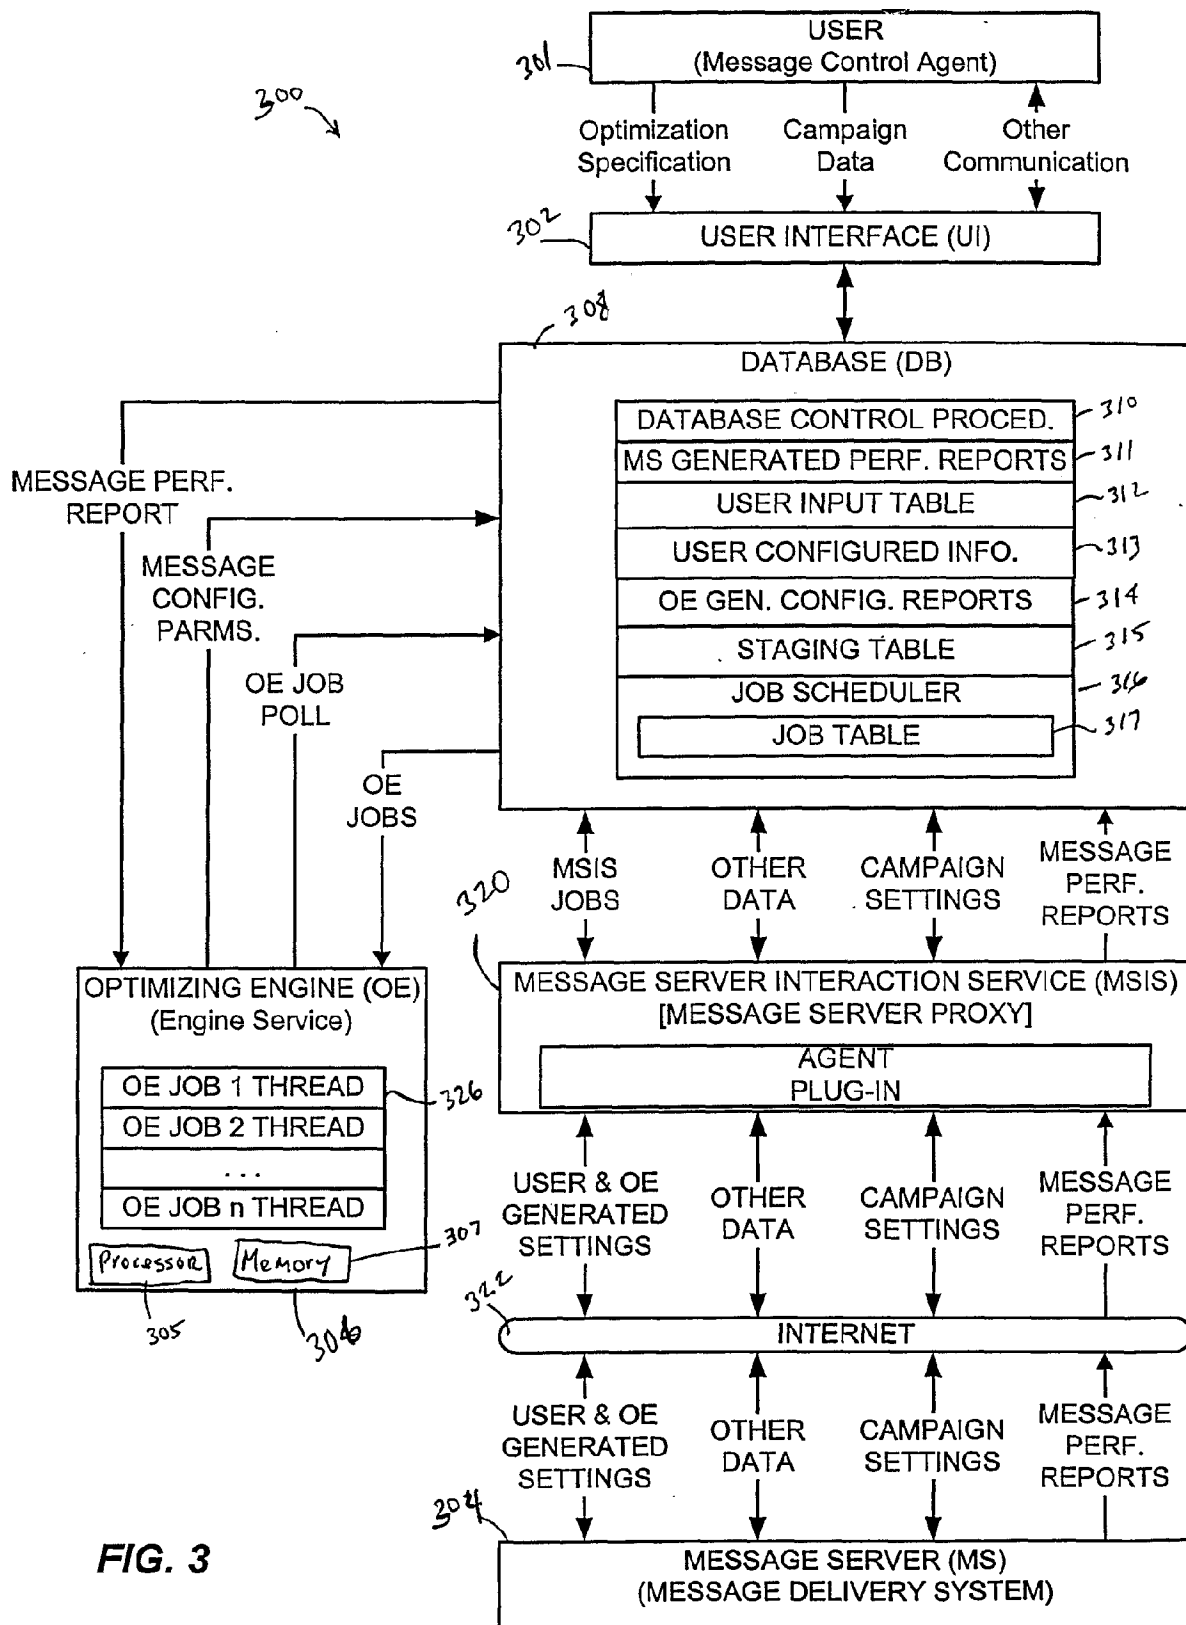 USER
(Message Control Agent)
301
300
Optimization
Specification
Campaign
Data
Other
Communication
302
USER INTERFACE (UI)
308
DATABASE (DB)
DATABASE CONTROL PROCED.
310
MS GENERATED PERF. REPORTS
311
USER INPUT TABLE
312
USER CONFIGURED INFO.
313
OE GEN. CONFIG. REPORTS
314
STAGING TABLE
315
JOB SCHEDULER
316
JOB TABLE
317
MESSAGE PERF.
REPORT
MESSAGE
CONFIG.
PARMS.
OE JOB
POLL
OE
JOBS
MSIS
JOBS
OTHER
DATA
CAMPAIGN
SETTINGS
MESSAGE
PERF.
REPORTS
320
MESSAGE SERVER INTERACTION SERVICE (MSIS)
[MESSAGE SERVER PROXY]
AGENT
PLUG-IN
OPTIMIZING ENGINE (OE)
(Engine Service)
OE JOB 1 THREAD
326
OE JOB 2 THREAD
. . .
OE JOB n THREAD
Processor
Memory
307
305
306
USER & OE
GENERATED
SETTINGS
OTHER
DATA
CAMPAIGN
SETTINGS
MESSAGE
PERF.
REPORTS
322
INTERNET
USER & OE
GENERATED
SETTINGS
OTHER
DATA
CAMPAIGN
SETTINGS
MESSAGE
PERF.
REPORTS
304
MESSAGE SERVER (MS)
(MESSAGE DELIVERY SYSTEM)
FIG. 3